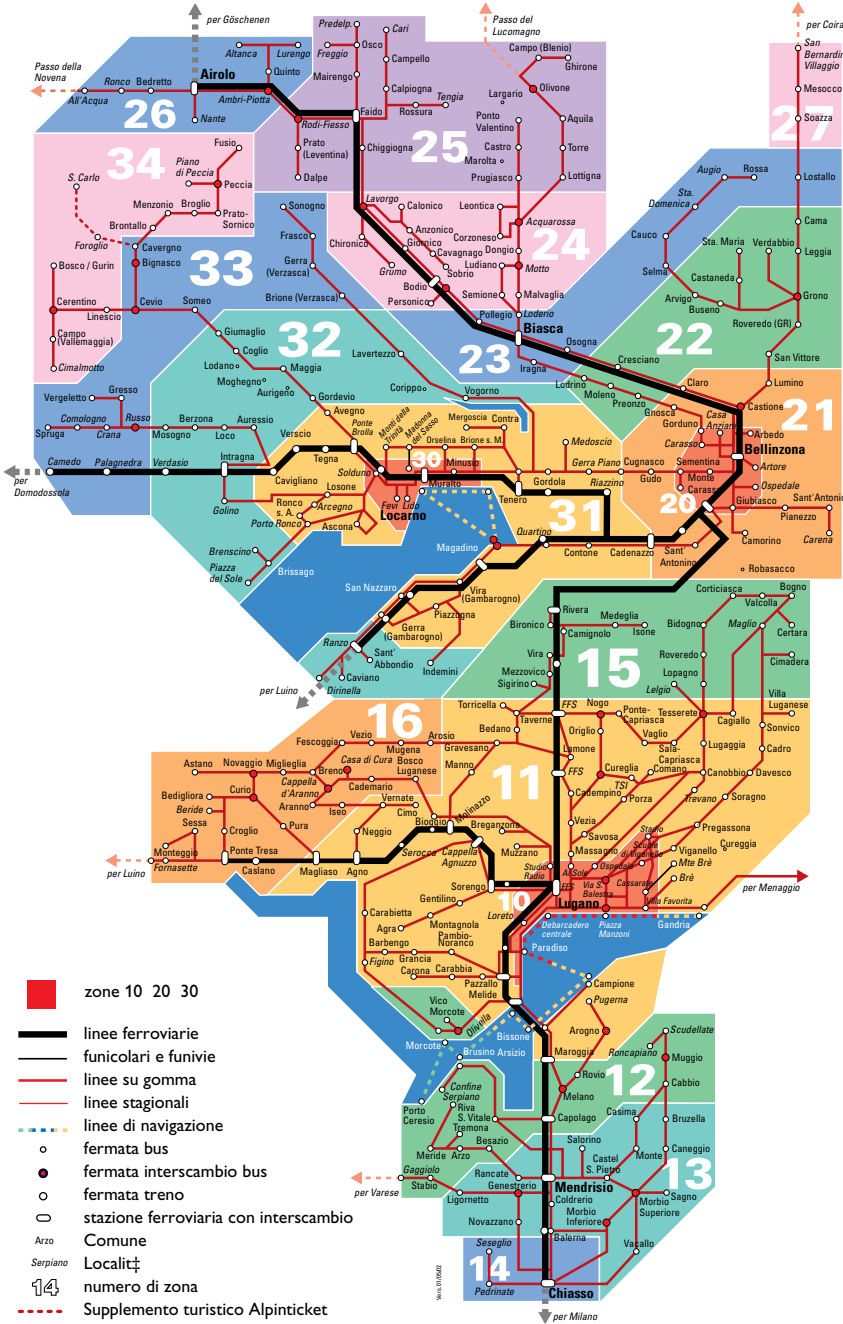 per Göschenen
Passo del
Lucomagno
per Coira
Passo della
Novena
All'Acqua
Ronco
Bedretto
Airolo
Altanca
Lurengo
Quinto
Ambri-Piotta
Nante
26
Predelp.
Cari
Freggio
Osco
Campello
Mairengo
Calpiogna
Tengia
Faido
Rossura
Rodi-Fiesso
Prato
(Leventina)
Dalpe
Chiggiogna
25
Campo (Blenio)
Ghirone
Olivone
Largario
Ponto
Valentino
Aquila
Castro
Marolta
Torre
Prugiasco
Lottigna
San
Bernardino
Villaggio
Mesocco
Soazza
27
34
Fusio
S. Carlo
Piano
di Peccia
Peccia
Menzonio
Broglio
Prato-
Sornico
Brontallo
Foroglio
Cavergno
Bignasco
Bosco / Gurin
Cerentino
Linescio
Cevio
Campo
(Vallemaggia)
Cimalmotto
33
Someo
Sonogno
Frasco
Gerra
(Verzasca)
Brione (Verzasca)
Lavertezzo
Corippo
Vogorno
Lavorgo
Calonico
Anzonico
Giornico
Cavagnago
Sobrio
Chironico
Grumo
Bodio
Personico
Leontica
Acquarossa
Corzoneso
Dongio
Ludiano
Motto
Semione
Malvaglia
Loderio
Pollegio
Biasca
24
23
Iragna
Osogna
Lodrino
Cresciano
Moleno
Preonzo
Claro
Gnosca
Gorduno
Augio
Rossa
Sta.
Domenica
Cauco
Selma
Lostallo
Cama
Sta. Maria
Verdabbio
Leggia
Castaneda
Arvigo
Buseno
Grono
Roveredo (GR)
San Vittore
Lumino
Castione
22
21
32
Giumaglio
Coglio
Lodano
Moghegno
Maggia
Aurigeno
Gordevio
Avegno
Vergeletto
Gresso
Comologno
Russo
Spruga
Crana
Mosogno
Berzona
Loco
Auressio
Intragna
Camedo
Palagnedra
Verdasio
per
Domodossola
Golino
Verscio
Tegna
Ponte
Brolla
Cavigliano
Solduno
Losone
Arcegno
Ronco
s. A.
Porto Ronco
Ascona
Brenscino
Piazza
del Sole
Brissago
Monti della
Trinità
Madonna
del Sasso
Orselina
Brione s. M.
Mergoscia
Contra
30
Minusio
Muralto
Fevi
Lido
Locarno
Tenero
Gordola
Medoscio
Gerra Piano
Riazzino
31
Cugnasco
Gudo
Sementina
Monte
Carasso
Carasso
Casa
Anziani
Arbedo
Bellinzona
Artore
Ospedale
Giubiasco
Sant'Antonio
Pianezzo
Carena
Camorino
Robasacco
20
Quartino
Magadino
Contone
Cadenazzo
Sant'
Antonino
San Nazzaro
Vira
(Gambarogno)
Piazzogna
Gerra
(Gambarogno)
Ranzo
Sant'
Abbondio
Caviano
Dirinella
Indemini
per Luino
Rivera
Bironico
Camignolo
Medeglia
Isone
Vira
Mezzovico
Sigirino
15
Corticiasca
Bogno
Valcolla
Bidogno
Maglio
Certara
Roveredo
Cimadera
Lopagno
Lelgio
Tesserete
Villa
Luganese
Cagiallo
Sonvico
Lugaggia
Cadro
Canobbio
Davesco
Torricella
Taverne
FFS
Nogo
Ponte-
Capriasca
Bedano
Origlio
Vaglio
Sala-
Capriasca
Gravesano
Lamone
Manno
FFS
Cureglia
Comano
TSI
Cadempino
Porza
Trevano
Soragno
Vezia
Savosa
Massagno
Stadio
Pregassona
Viganello
Cureggia
Scuole
di Viganello
Mte Brè
Brè
16
Fescoggia
Vezio
Mugena
Arosio
Astano
Novaggio
Miglieglia
Breno
Casa di Cura
Bosco
Luganese
Cappella
d'Aranno
Cademario
Curio
Bedigliora
Beride
Aranno
Iseo
Vernate
Cimo
Sessa
Croglio
Pura
Neggio
Monteggio
Ponte Tresa
Fornasette
Caslano
Magliaso
Agno
per Luino
11
Molinazzo
Bioggio
Breganzona
Serocca
Cappella
Agnuzzo
Muzzano
Studio
Radio
Sorengo
10
Al Sole
Ospedale
FFS
Via S.
Balestra
Cassarate
Lugano
Villa Favorita
per Menaggio
Loreto
Debarcadero
centrale
Piazza
Manzoni
Gandria
Paradiso
Gentilino
Carabietta
Agra
Montagnola
Pambio-
Noranco
Barbengo
Grancia
Figino
Carona
Carabbia
Pazzallo
Melide
Campione
Pugerna
Vico
Morcote
Olivella
Bissone
Arogno
Morcote
Brusino Arsizio
Maroggia
Scudellate
Roncapiano
Muggio
12
Cabbio
Confine
Serpiano
Rovio
Melano
Porto
Ceresio
Riva
S. Vitale
Capolago
Casima
Bruzella
Tremona
Besazio
Salorino
Monte
Caneggio
Meride
Arzo
Castel
S. Pietro
13
Gaggiolo
Stabio
per Varese
Rancate
Mendrisio
Genestrerio
Ligornetto
Coldrerio
Morbio
Inferiore
Morbio
Superiore
Sagno
Novazzano
Balerna
Vacallo
Seseglio
14
Pedrinate
Chiasso
per Milano
Vers. 01/05/02
zone 10 20 30
linee ferroviarie
funicolari e funivie
linee su gomma
linee stagionali
linee di navigazione
fermata bus
fermata interscambio bus
fermata treno
stazione ferroviaria con interscambio
Arzo Comune
Serpiano Localit‡
14 numero di zona
Supplemento turistico Alpinticket